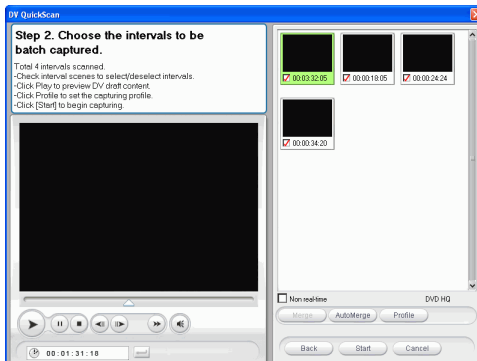 DV QuickScan
Step 2. Choose the intervals to be
batch captured.
Total 4 intervals scanned.
-Check interval scenes to select/deselect intervals.
-Click Play to preview DV draft content.
-Click Profile to set the capturing profile.
-Click [Start] to begin capturing.
00:03:32:05
00:00:18:05
00:00:24:24
00:00:34:20
Non real-time
DVD HQ
Merge
AutoMerge
Profile
00:01:31:18
Back
Start
Cancel